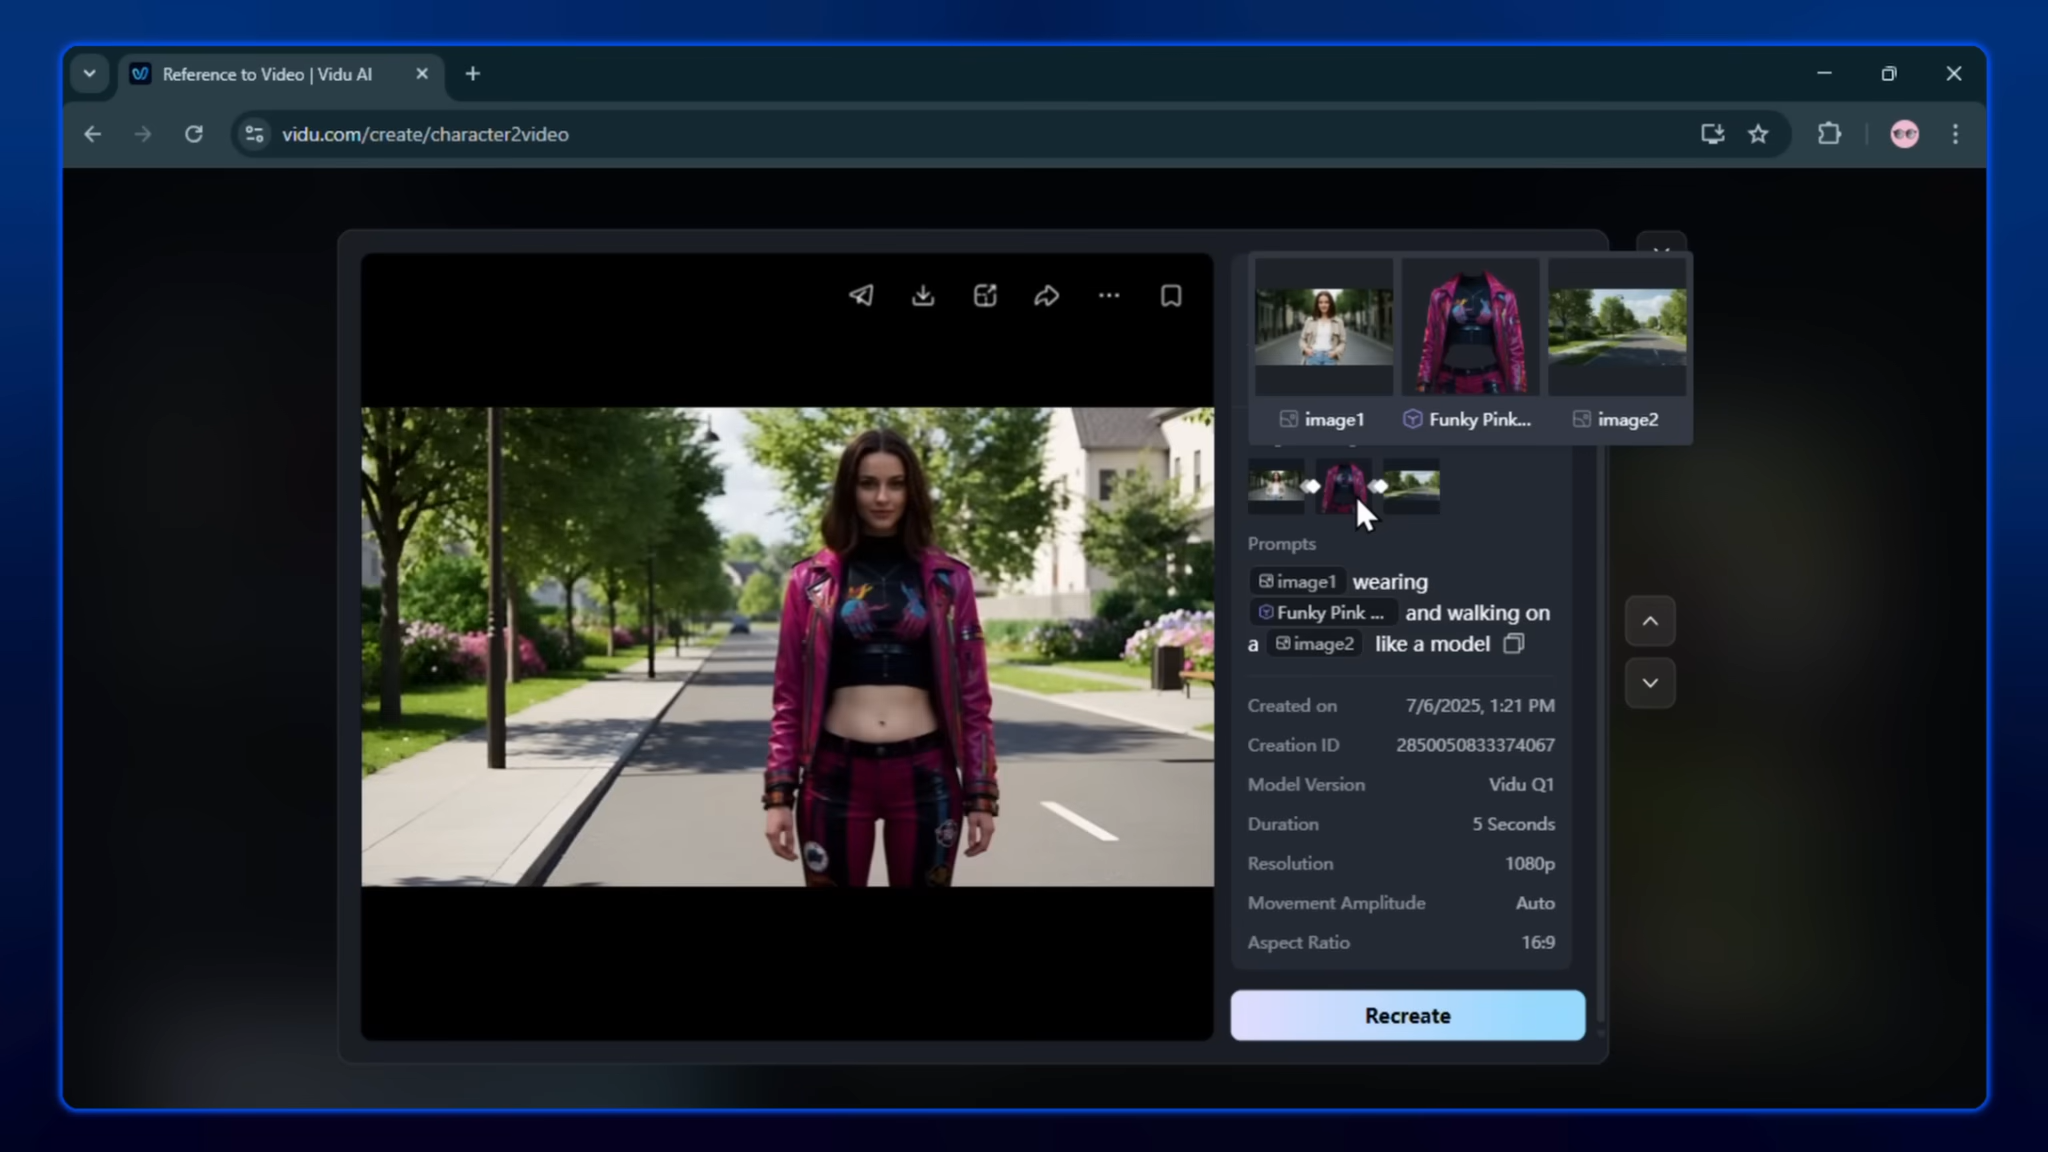 Reference to Video | Vidu AI
vidu.com/create/character2video
image1
Funky Pink...
image2
Prompts
image1 wearing
Funky Pink ... and walking on
a image2 like a model
Created on 7/6/2025, 1:21 PM
Creation ID 2850050833374067
Model Version Vidu Q1
Duration 5 Seconds
Resolution 1080p
Movement Amplitude Auto
Aspect Ratio 16:9
Recreate